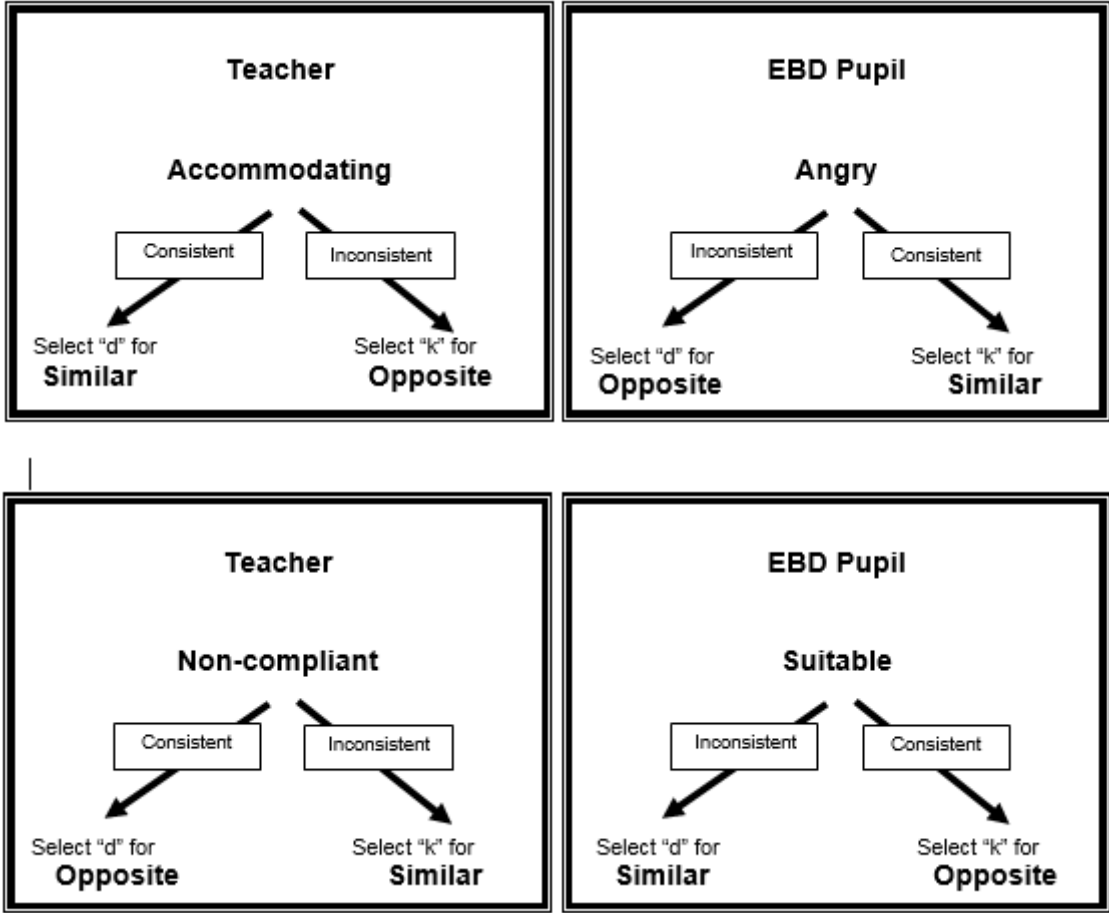 Teacher
Accommodating
Consistent
Inconsistent
Select “d” for
Similar
Select “k” for
Opposite
EBD Pupil
Angry
Inconsistent
Consistent
Select “d” for
Opposite
Select “k” for
Similar
Teacher
Non-compliant
Consistent
Inconsistent
Select “d” for
Opposite
Select “k” for
Similar
EBD Pupil
Suitable
Inconsistent
Consistent
Select “d” for
Similar
Select “k” for
Opposite